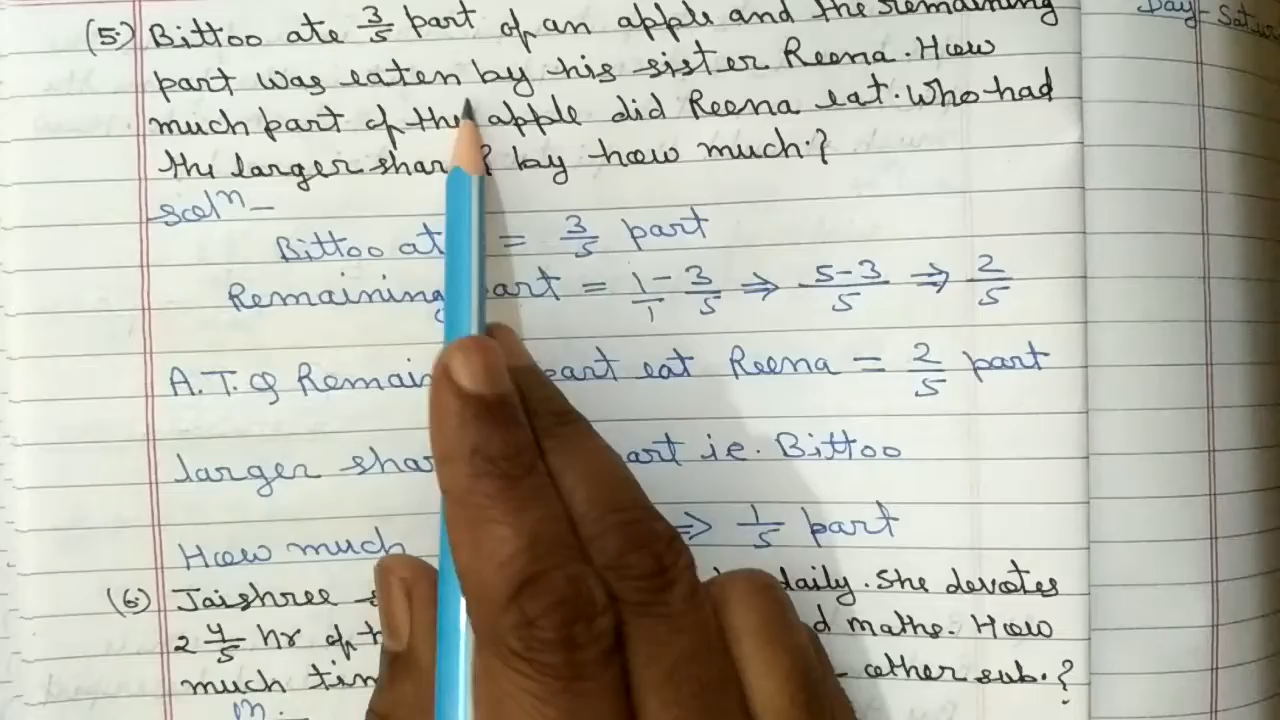 (5) Bittoo ate 3/5 part of an apple and the remaining
part was eaten by his sister Reena. How
much part of the apple did Reena eat. Who had
the larger shar ? by how much.?
Solⁿ-
Bittoo at = 3/5 part
Remaining art = 1/1 - 3/5 ⇒ 5-3/5 ⇒ 2/5
A.T.Q Remain part eat Reena = 2/5 part
larger shar art ie. Bittoo
How much ⇒ 1/5 part
(6) Jaishree daily. She devotes
2 4/5 hr of d maths. How
much tim other sub.?
Day - Satur